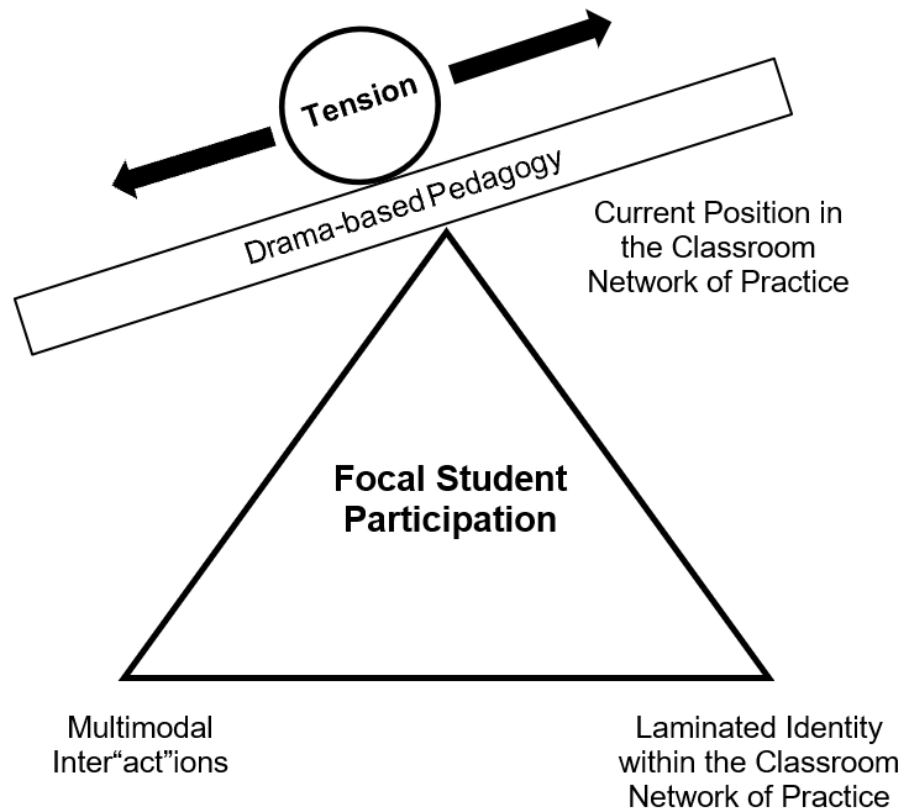 Tension
Drama-based Pedagogy
Current Position in
the Classroom
Network of Practice
Focal Student
Participation
Multimodal
Inter“act”ions
Laminated Identity
within the Classroom
Network of Practice